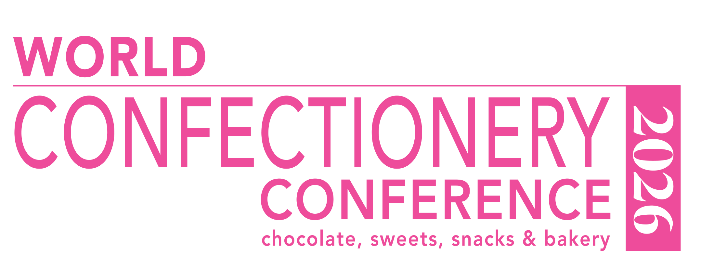 WORLD
CONFECTIONERY
CONFERENCE
chocolate, sweets, snacks & bakery
2026